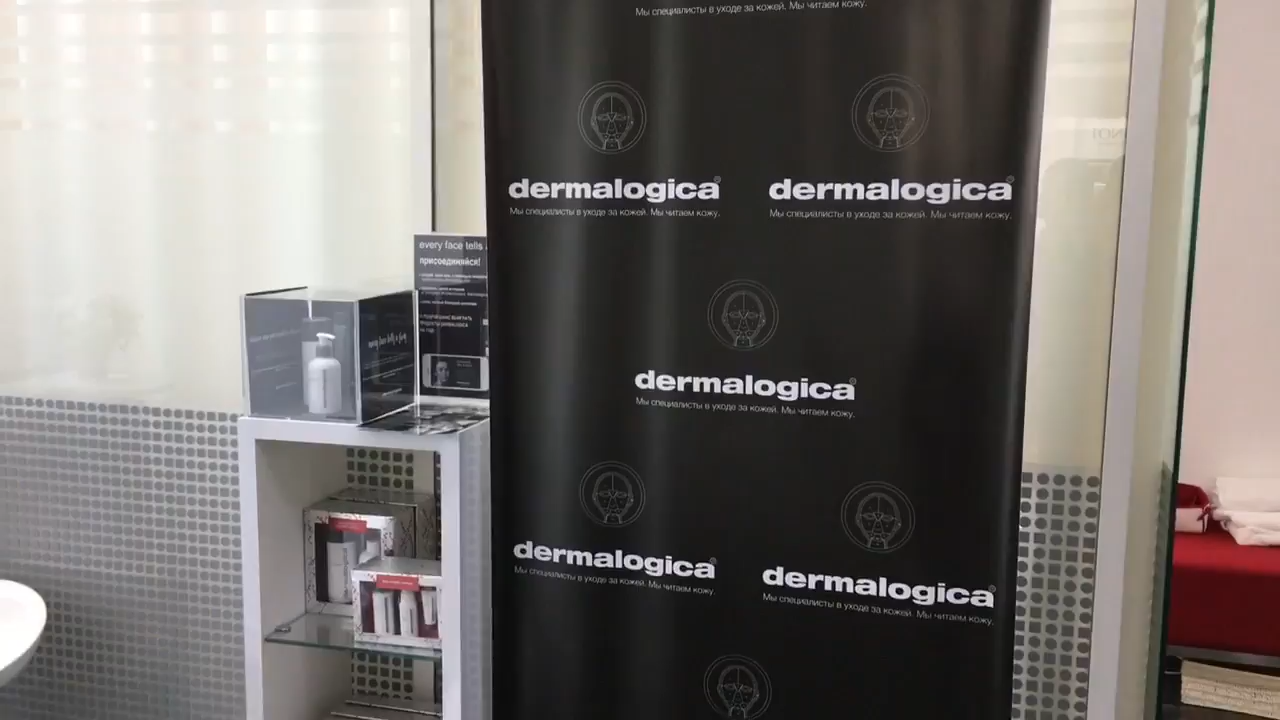 Мы специалисты в уходе за кожей. Мы читаем кожу.
dermalogica
Мы специалисты в уходе за кожей. Мы читаем кожу.
dermalogica
Мы специалисты в уходе за кожей. Мы читаем кожу.
every face tells
присоединяйся!
dermalogica
Мы специалисты в уходе за кожей. Мы читаем кожу.
dermalogica
Мы специалисты в уходе за кожей. Мы читаем кожу.
dermalogica
Мы специалисты в уходе за кожей. Мы читаем кожу.